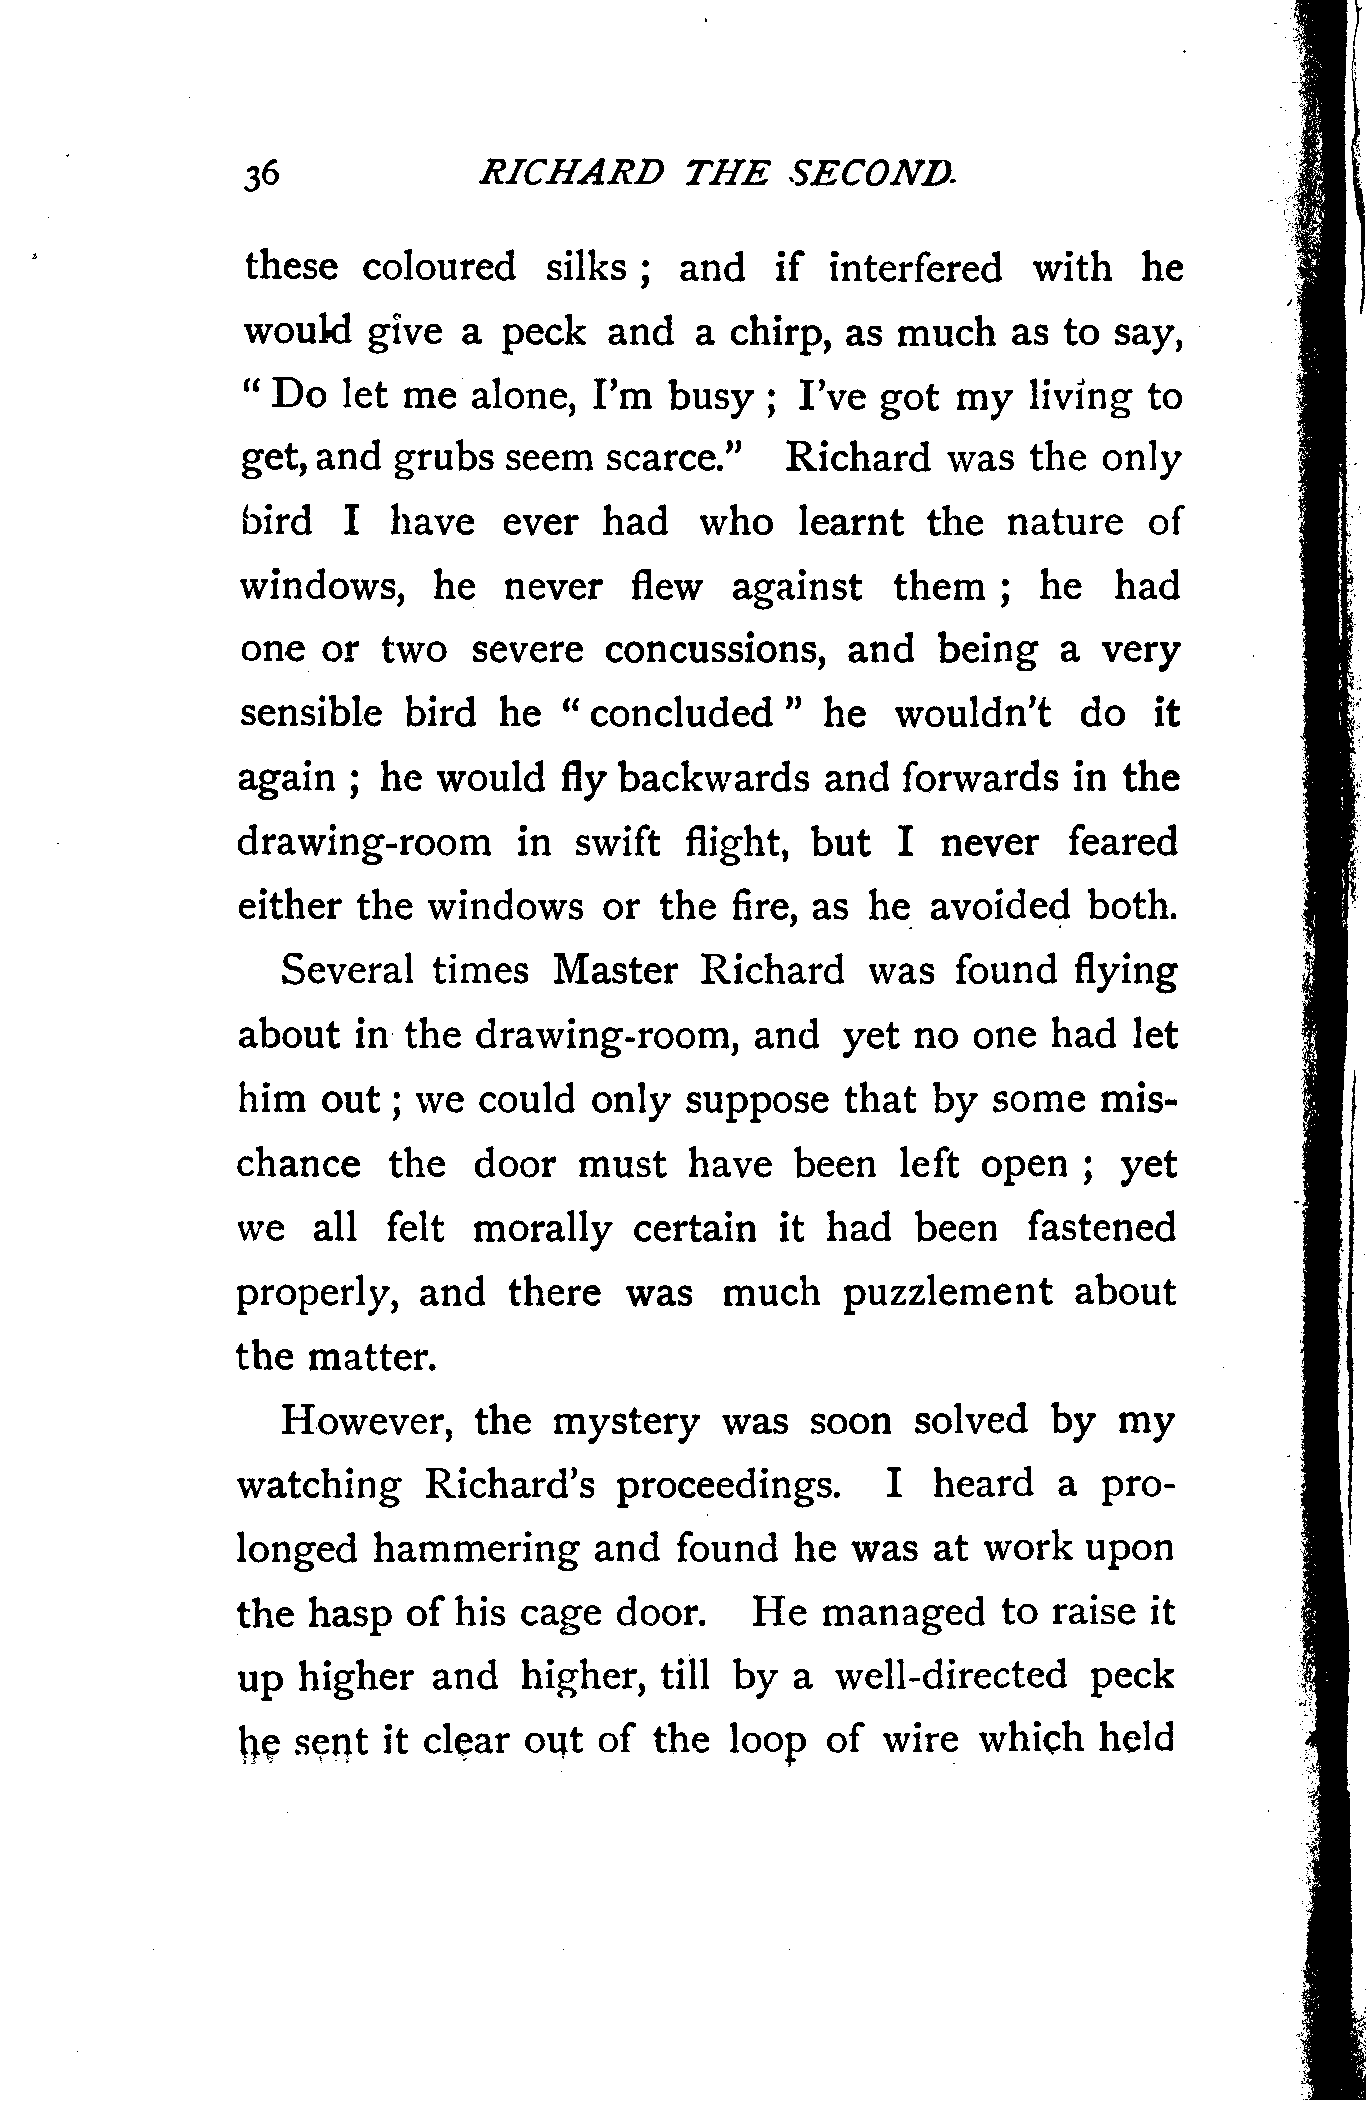 36 RICHARD THE SECOND.
these coloured silks ; and if interfered with he
would give a peck and a chirp, as much as to say,
“ Do let me alone, I’m busy ; I’ve got my living to
get, and grubs seem scarce.” Richard was the only
bird I have ever had who learnt the nature of
windows, he never flew against them ; he had
one or two severe concussions, and being a very
sensible bird he “ concluded ” he wouldn’t do it
again ; he would fly backwards and forwards in the
drawing-room in swift flight, but I never feared
either the windows or the fire, as he avoided both.
Several times Master Richard was found flying
about in the drawing-room, and yet no one had let
him out ; we could only suppose that by some mis-
chance the door must have been left open ; yet
we all felt morally certain it had been fastened
properly, and there was much puzzlement about
the matter.
However, the mystery was soon solved by my
watching Richard’s proceedings. I heard a pro-
longed hammering and found he was at work upon
the hasp of his cage door. He managed to raise it
up higher and higher, till by a well-directed peck
he sent it clear out of the loop of wire which held